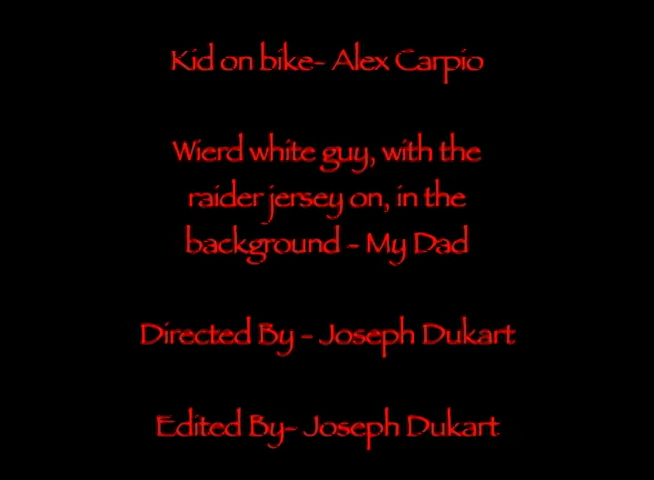 Kid on bike- Alex Carpio
Wierd white guy, with the
raider jersey on, in the
background - My Dad
Directed By - Joseph Dukart
Edited By- Joseph Dukart